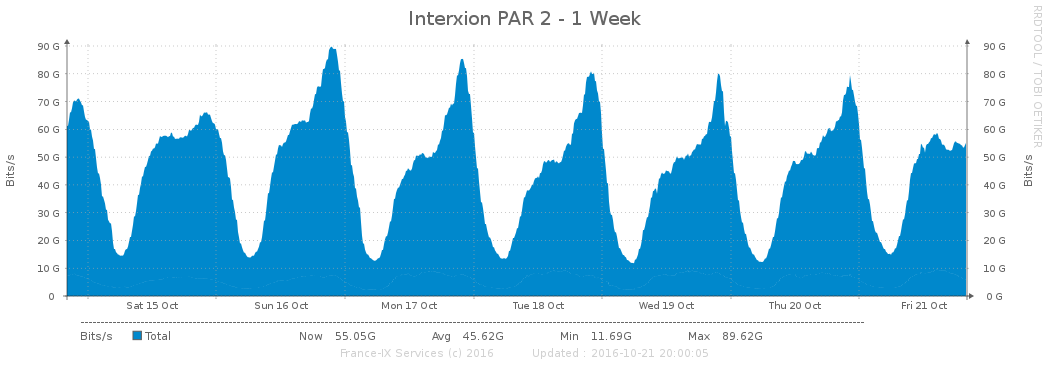 Interxion PAR 2 - 1 Week
RRDTOOL / TOBI OETIKER
Bits/s
90 G 90 G
80 G 80 G
70 G 70 G
60 G 60 G
50 G 50 G
40 G 40 G
30 G 30 G
20 G 20 G
10 G 10 G
0 0 G
Bits/s
Sat 15 Oct Sun 16 Oct Mon 17 Oct Tue 18 Oct Wed 19 Oct Thu 20 Oct Fri 21 Oct
Bits/s Total Now 55.05G Avg 45.62G Min 11.69G Max 89.62G
France-IX Services (c) 2016 Updated : 2016-10-21 20:00:05